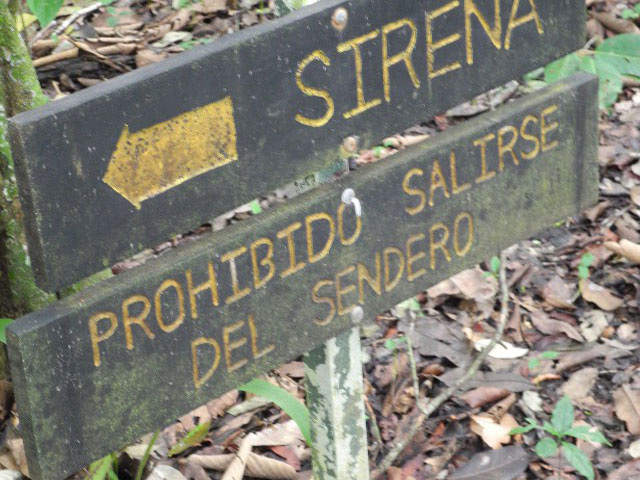 SIRENA
PROHIBIDO SALIRSE
DEL SENDERO